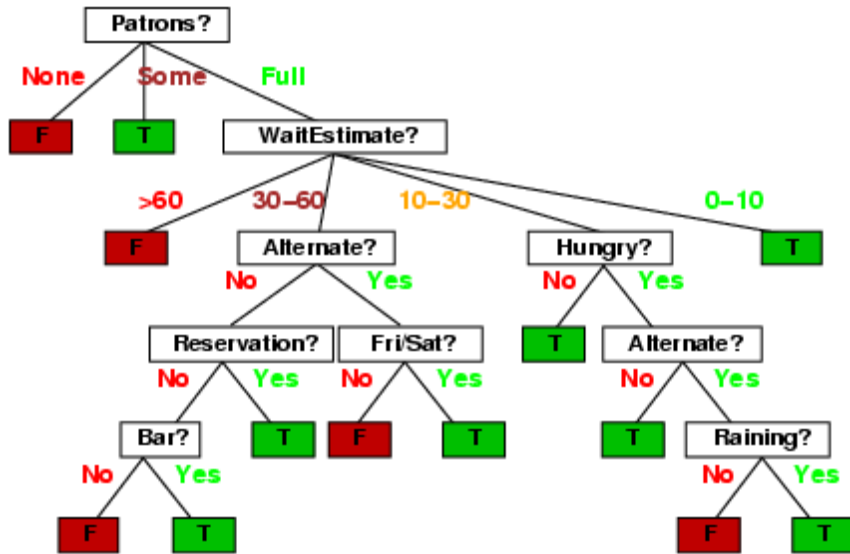 Patrons?
None Some Full
F T WaitEstimate?
>60 30–60 10–30 0–10
F Alternate? Hungry? T
No Yes No Yes
Reservation? Fri/Sat? T Alternate?
No Yes No Yes No Yes
Bar? T F T T Raining?
No Yes No Yes
F T F T